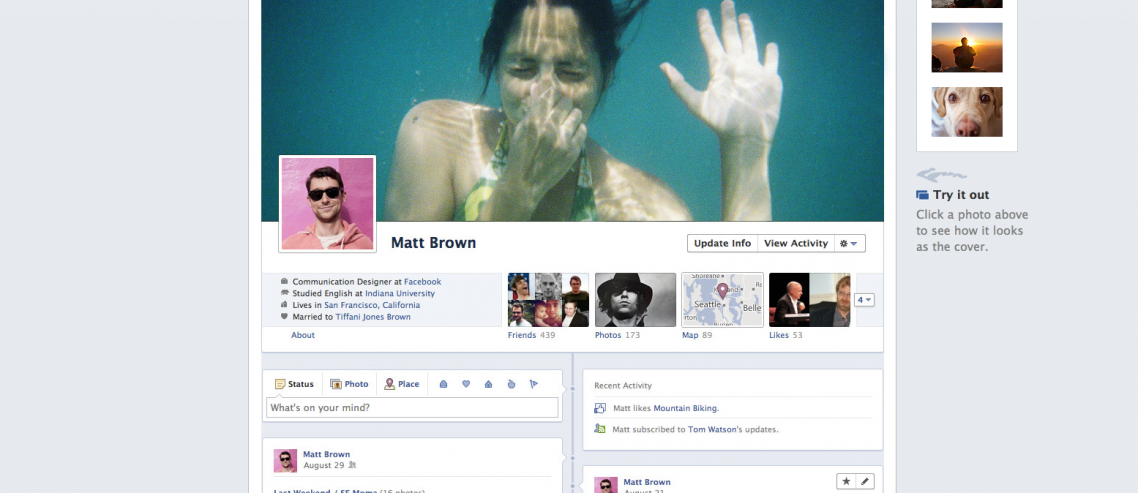 Try it out
Click a photo above
to see how it looks
as the cover.
Matt Brown
Update Info
View Activity
Communication Designer at Facebook
Studied English at Indiana University
Lives in San Francisco, California
Married to Tiffani Jones Brown
About
Friends 439
Photos 173
Seattle
Belle
Map 89
Likes 53
4
Status
Photo
Place
What's on your mind?
Recent Activity
Matt likes Mountain Biking.
Matt subscribed to Tom Watson's updates.
Matt Brown
August 29
Last Weekend / SF Moma (16 photos)
Matt Brown
August 21